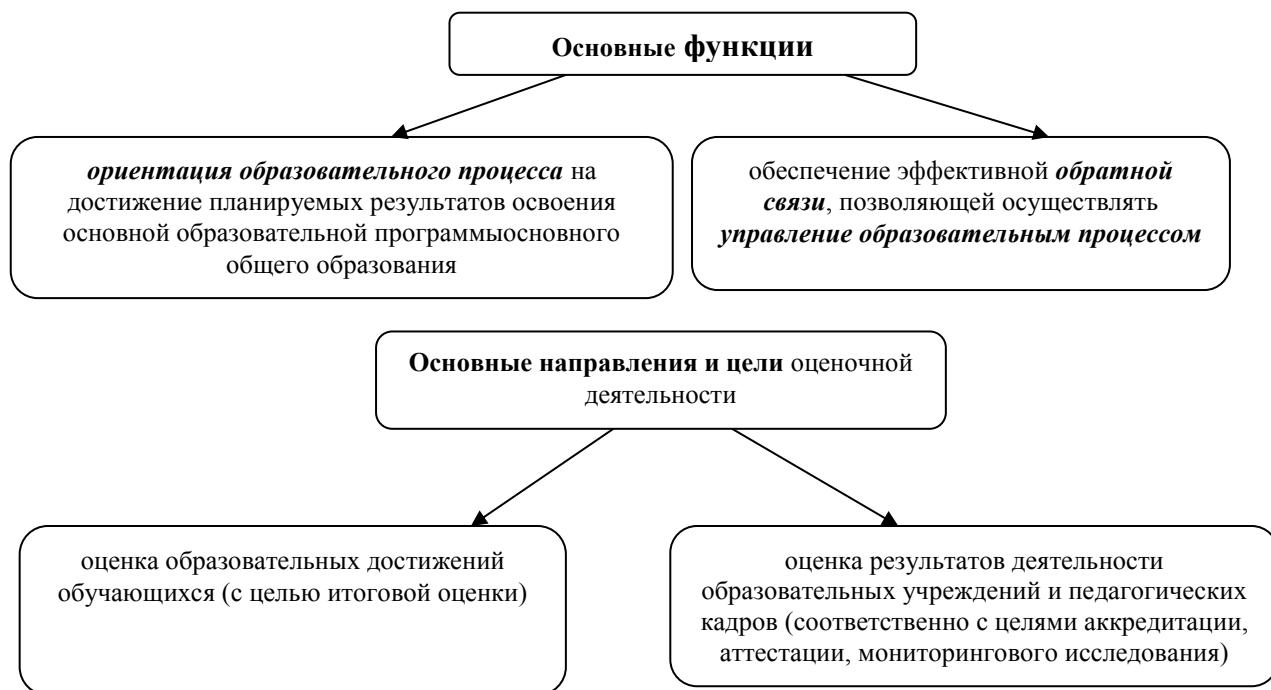 Основные функции
ориентация образовательного процесса на
достижение планируемых результатов освоения
основной образовательной программыосновного
общего образования
обеспечение эффективной обратной
связи, позволяющей осуществлять
управление образовательным процессом
Основные направления и цели оценочной
деятельности
оценка образовательных достижений
обучающихся (с целью итоговой оценки)
оценка результатов деятельности
образовательных учреждений и педагогических
кадров (соответственно с целями аккредитации,
аттестации, мониторингового исследования)